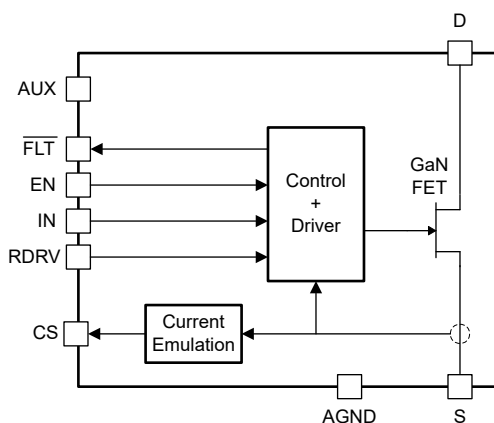 D
AUX
FLT
EN
IN
RDRV
CS
Control
+
Driver
GaN
FET
Current
Emulation
AGND
S